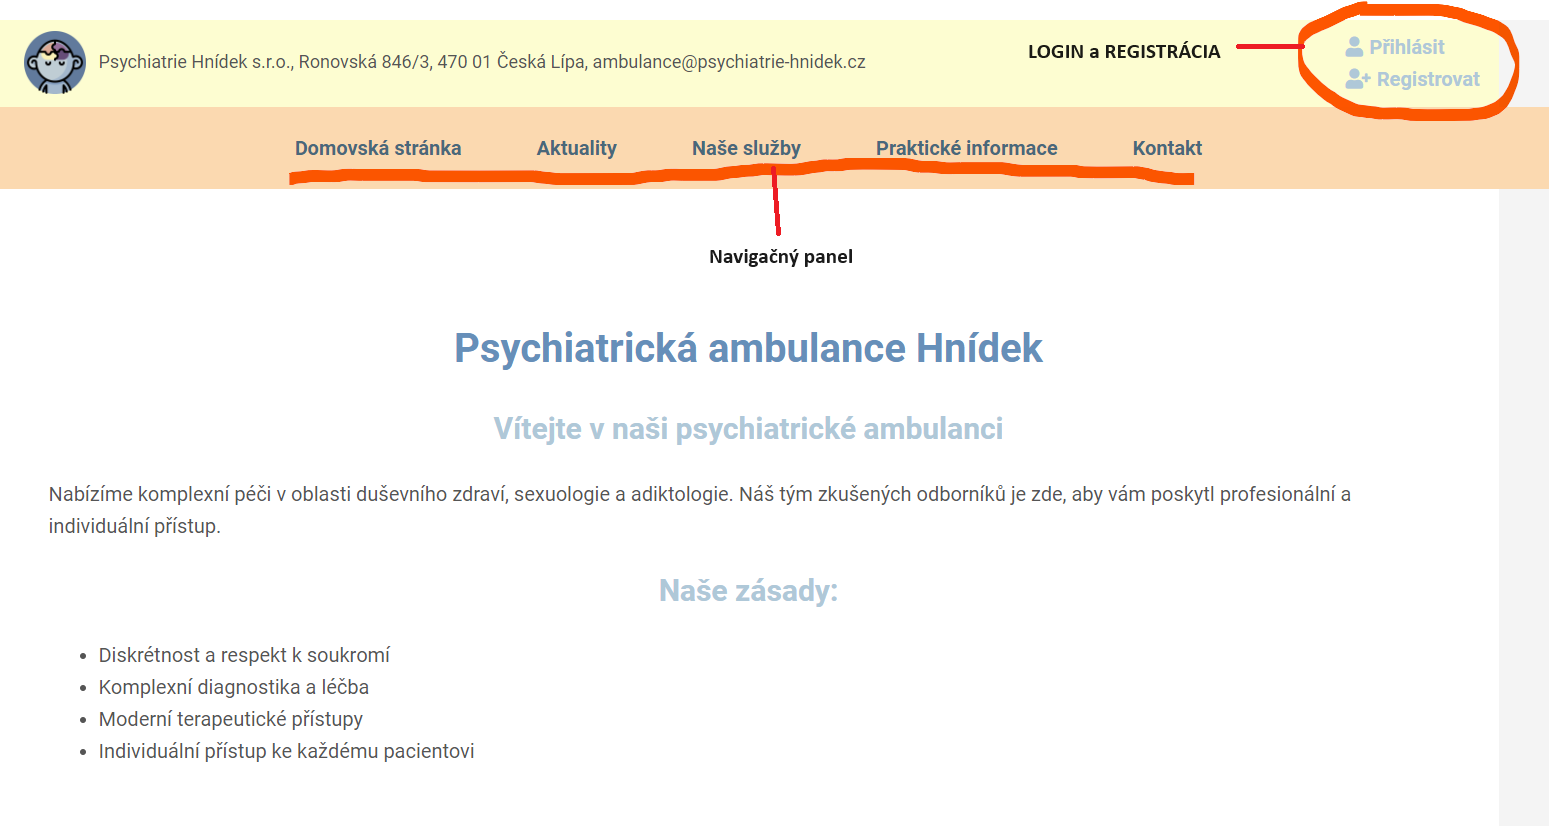 Psychiatrie Hnídek s.r.o., Ronovská 846/3, 470 01 Česká Lípa, ambulance@psychiatrie-hnidek.cz
LOGIN a REGISTRÁCIA
Přihlásit
Registrovat
Domovská stránka Aktuality Naše služby Praktické informace Kontakt
Navigačný panel
Psychiatrická ambulance Hnídek
Vítejte v naši psychiatrické ambulanci
Nabízíme komplexní péči v oblasti duševního zdraví, sexuologie a adiktologie. Náš tým zkušených odborníků je zde, aby vám poskytl profesionální a
individuální přístup.
Naše zásady:
• Diskrétnost a respekt k soukromí
• Komplexní diagnostika a léčba
• Moderní terapeutické přístupy
• Individuální přístup ke každému pacientovi